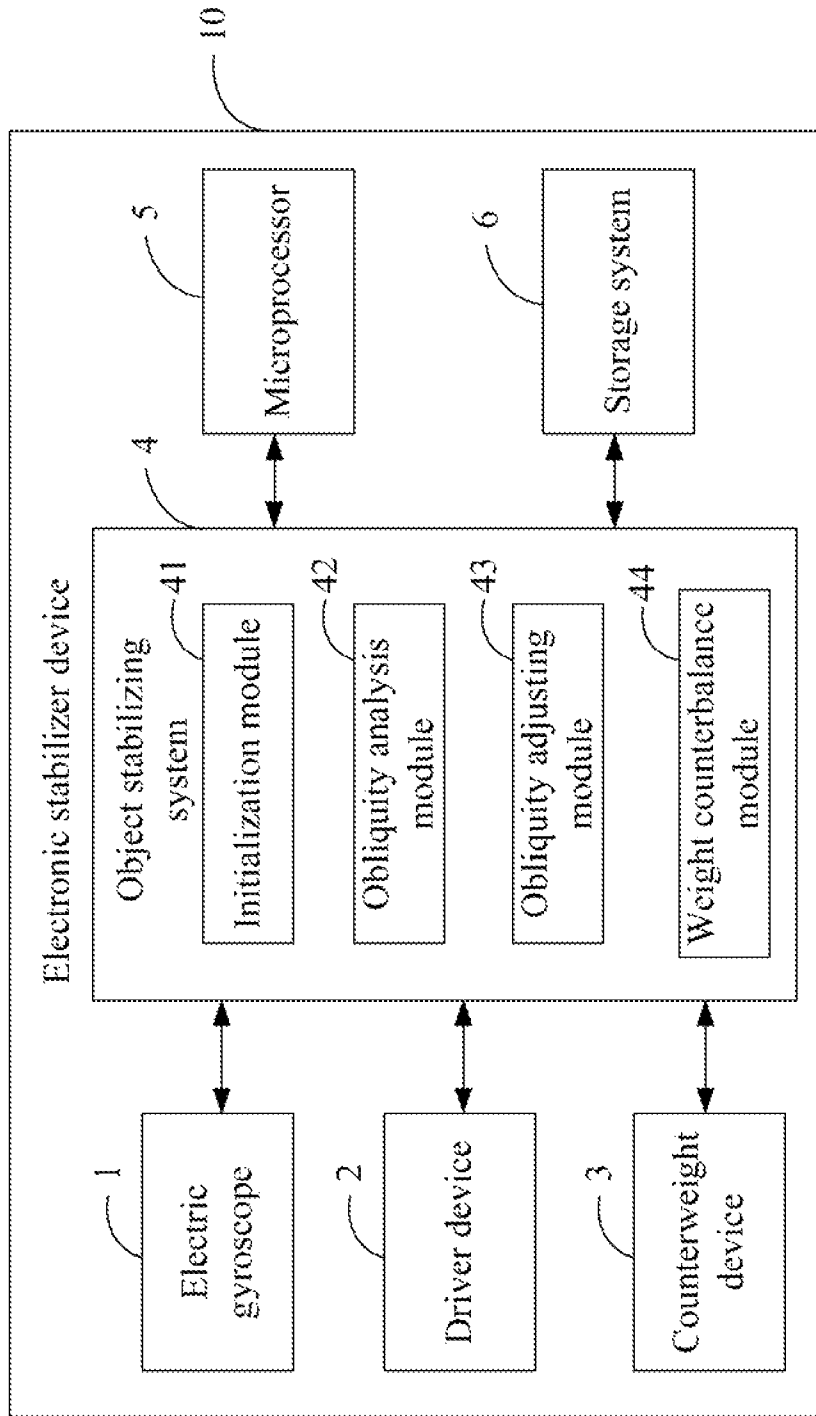 10
Electronic stabilizer device
1
Electric
gyroscope
2
Driver device
3
Counterweight
device
4
Object stabilizing
system
41
Initialization module
42
Obliquity analysis
module
43
Obliquity adjusting
module
44
Weight counterbalance
module
5
Microprocessor
6
Storage system